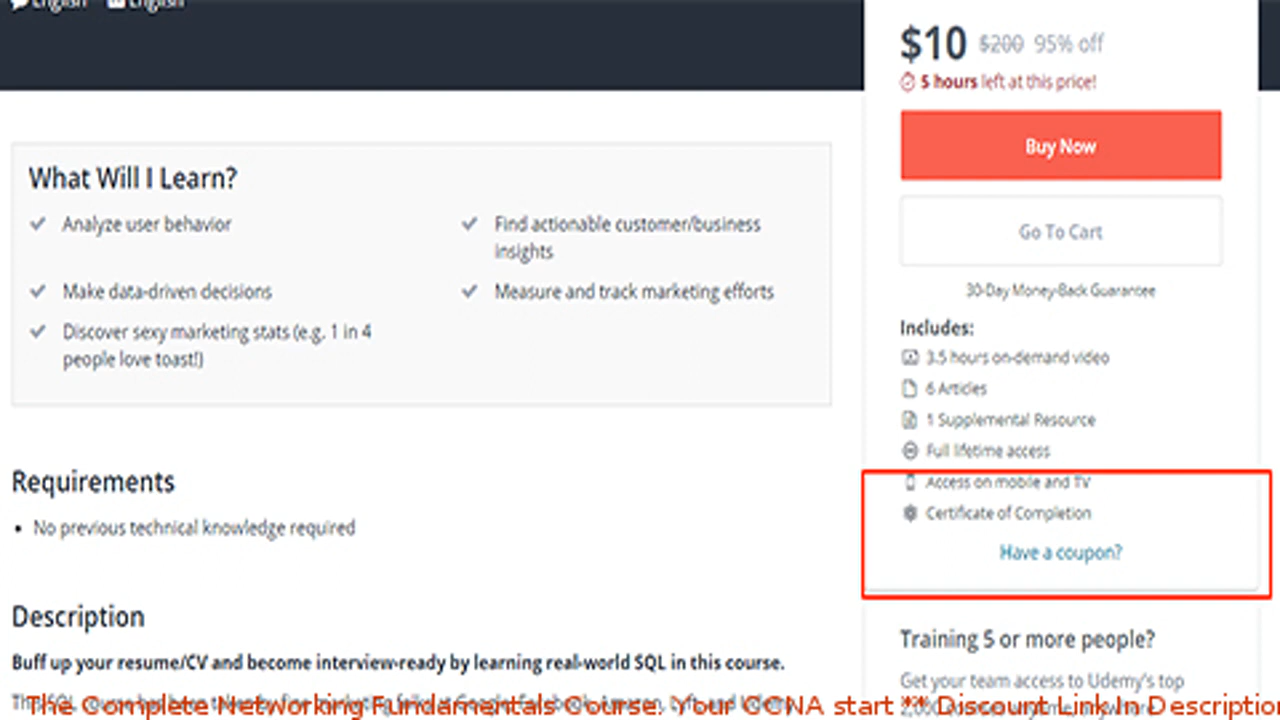 English English
$10 $200 95% off
5 hours left at this price!
Buy Now
Go To Cart
30-Day Money-Back Guarantee
Includes:
3.5 hours on-demand video
6 Articles
1 Supplemental Resource
Full lifetime access
Access on mobile and TV
Certificate of Completion
Have a coupon?
Training 5 or more people?
Get your team access to Udemy's top
What Will I Learn?
Analyze user behavior
Find actionable customer/business
insights
Make data-driven decisions
Measure and track marketing efforts
Discover sexy marketing stats (e.g. 1 in 4
people love toast!)
Requirements
• No previous technical knowledge required
Description
Buff up your resume/CV and become interview-ready by learning real-world SQL in this course.
The Complete Networking Fundamentals Course. Your CCNA start ** Discount Link In Descriptio